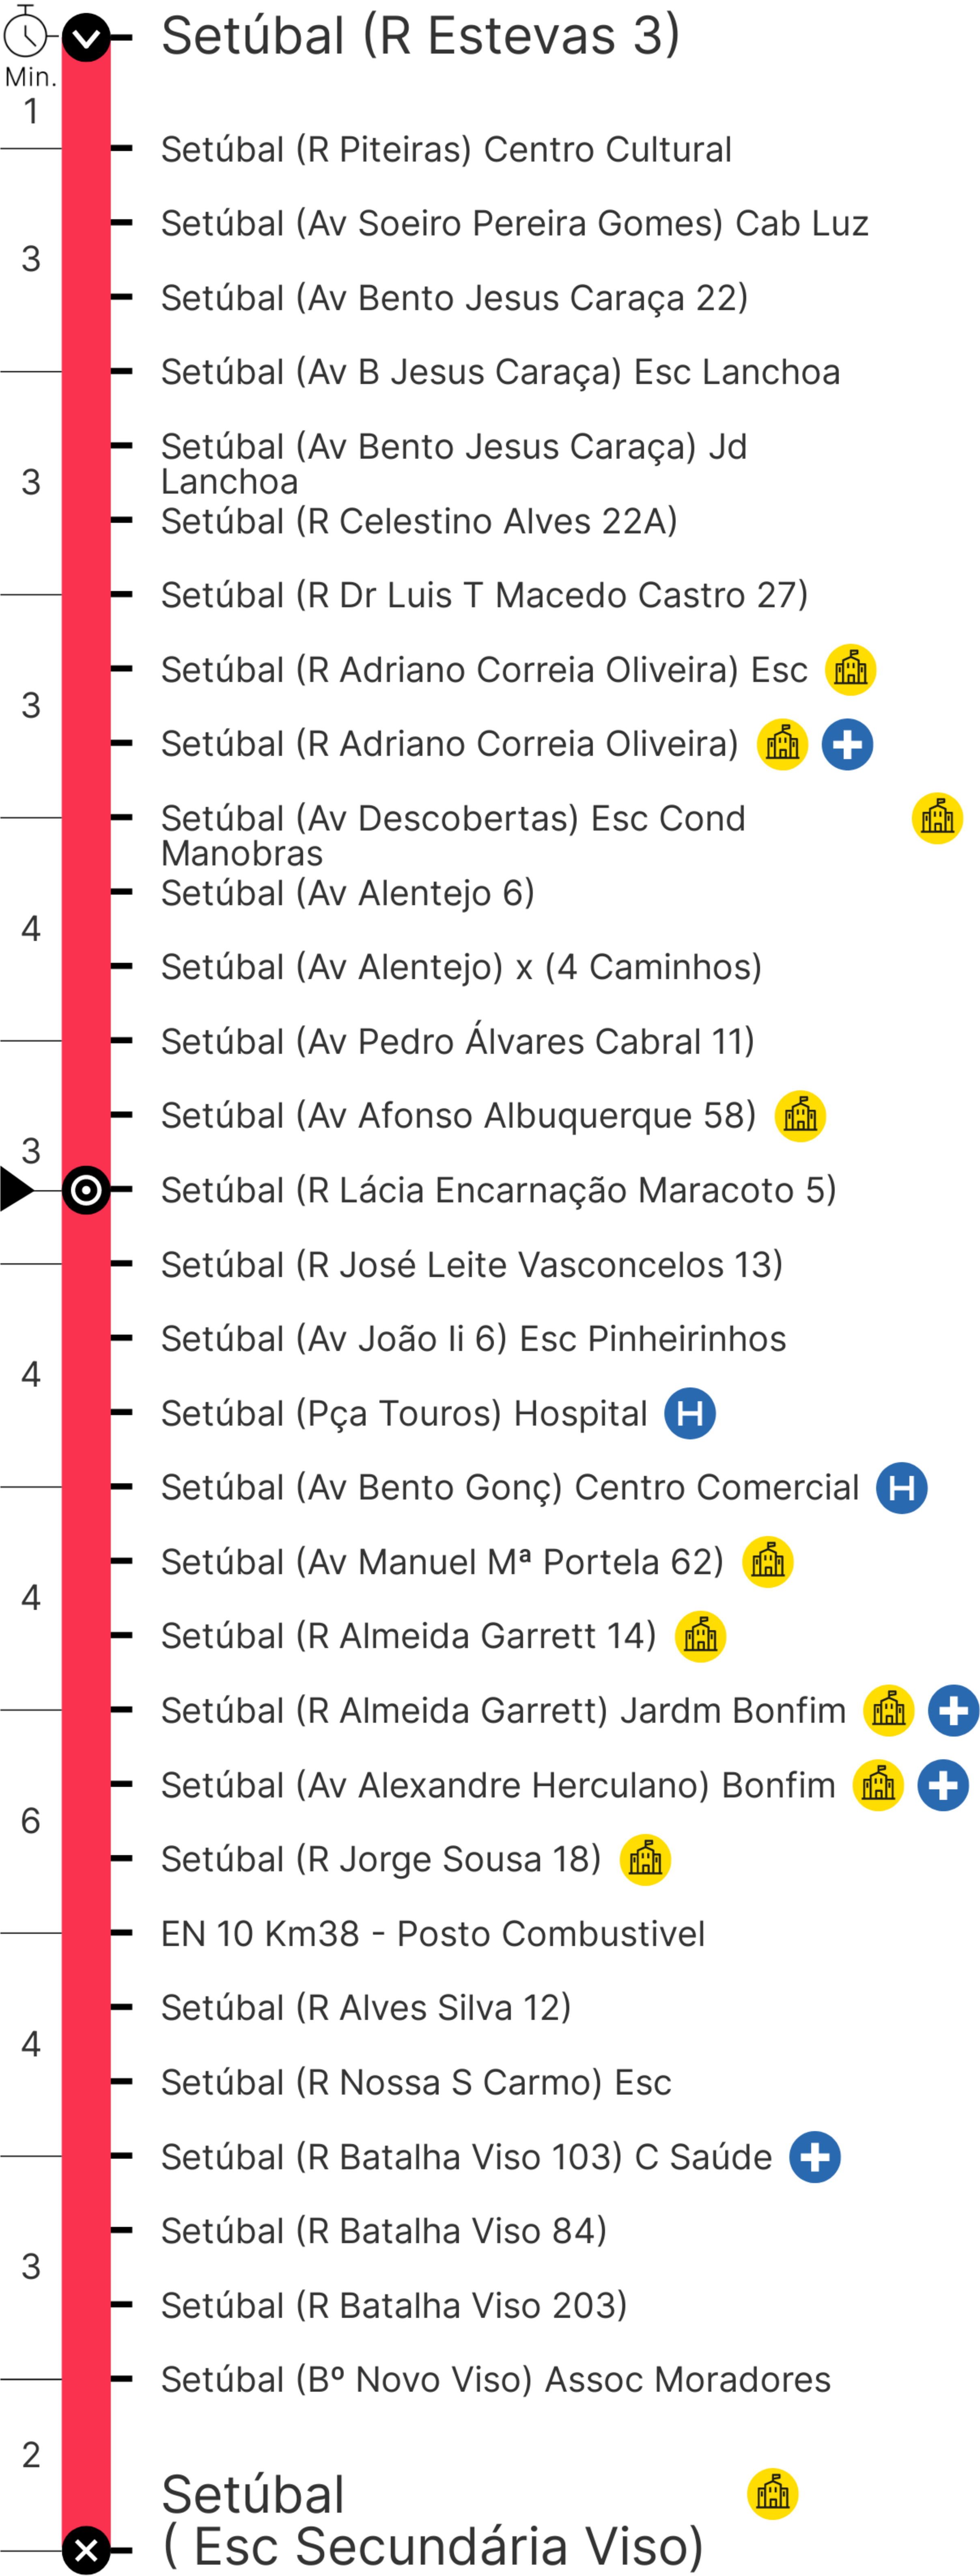 Setúbal (R Estevas 3)
Min.
1
Setúbal (R Piteiras) Centro Cultural
Setúbal (Av Soeiro Pereira Gomes) Cab Luz
3
Setúbal (Av Bento Jesus Caraça 22)
Setúbal (Av B Jesus Caraça) Esc Lanchoa
Setúbal (Av Bento Jesus Caraça) Jd
Lanchoa
3
Setúbal (R Celestino Alves 22A)
Setúbal (R Dr Luis T Macedo Castro 27)
Setúbal (R Adriano Correia Oliveira) Esc
3
Setúbal (R Adriano Correia Oliveira)
Setúbal (Av Descobertas) Esc Cond
Manobras
Setúbal (Av Alentejo 6)
4
Setúbal (Av Alentejo) x (4 Caminhos)
Setúbal (Av Pedro Álvares Cabral 11)
Setúbal (Av Afonso Albuquerque 58)
3
Setúbal (R Lácia Encarnação Maracoto 5)
Setúbal (R José Leite Vasconcelos 13)
Setúbal (Av João Ii 6) Esc Pinheirinhos
4
Setúbal (Pça Touros) Hospital H
Setúbal (Av Bento Gonç) Centro Comercial H
Setúbal (Av Manuel Mª Portela 62)
4
Setúbal (R Almeida Garrett 14)
Setúbal (R Almeida Garrett) Jardm Bonfim
Setúbal (Av Alexandre Herculano) Bonfim
6
Setúbal (R Jorge Sousa 18)
EN 10 Km38 - Posto Combustivel
Setúbal (R Alves Silva 12)
4
Setúbal (R Nossa S Carmo) Esc
Setúbal (R Batalha Viso 103) C Saúde
Setúbal (R Batalha Viso 84)
3
Setúbal (R Batalha Viso 203)
Setúbal (Bº Novo Viso) Assoc Moradores
2
Setúbal
( Esc Secundária Viso)